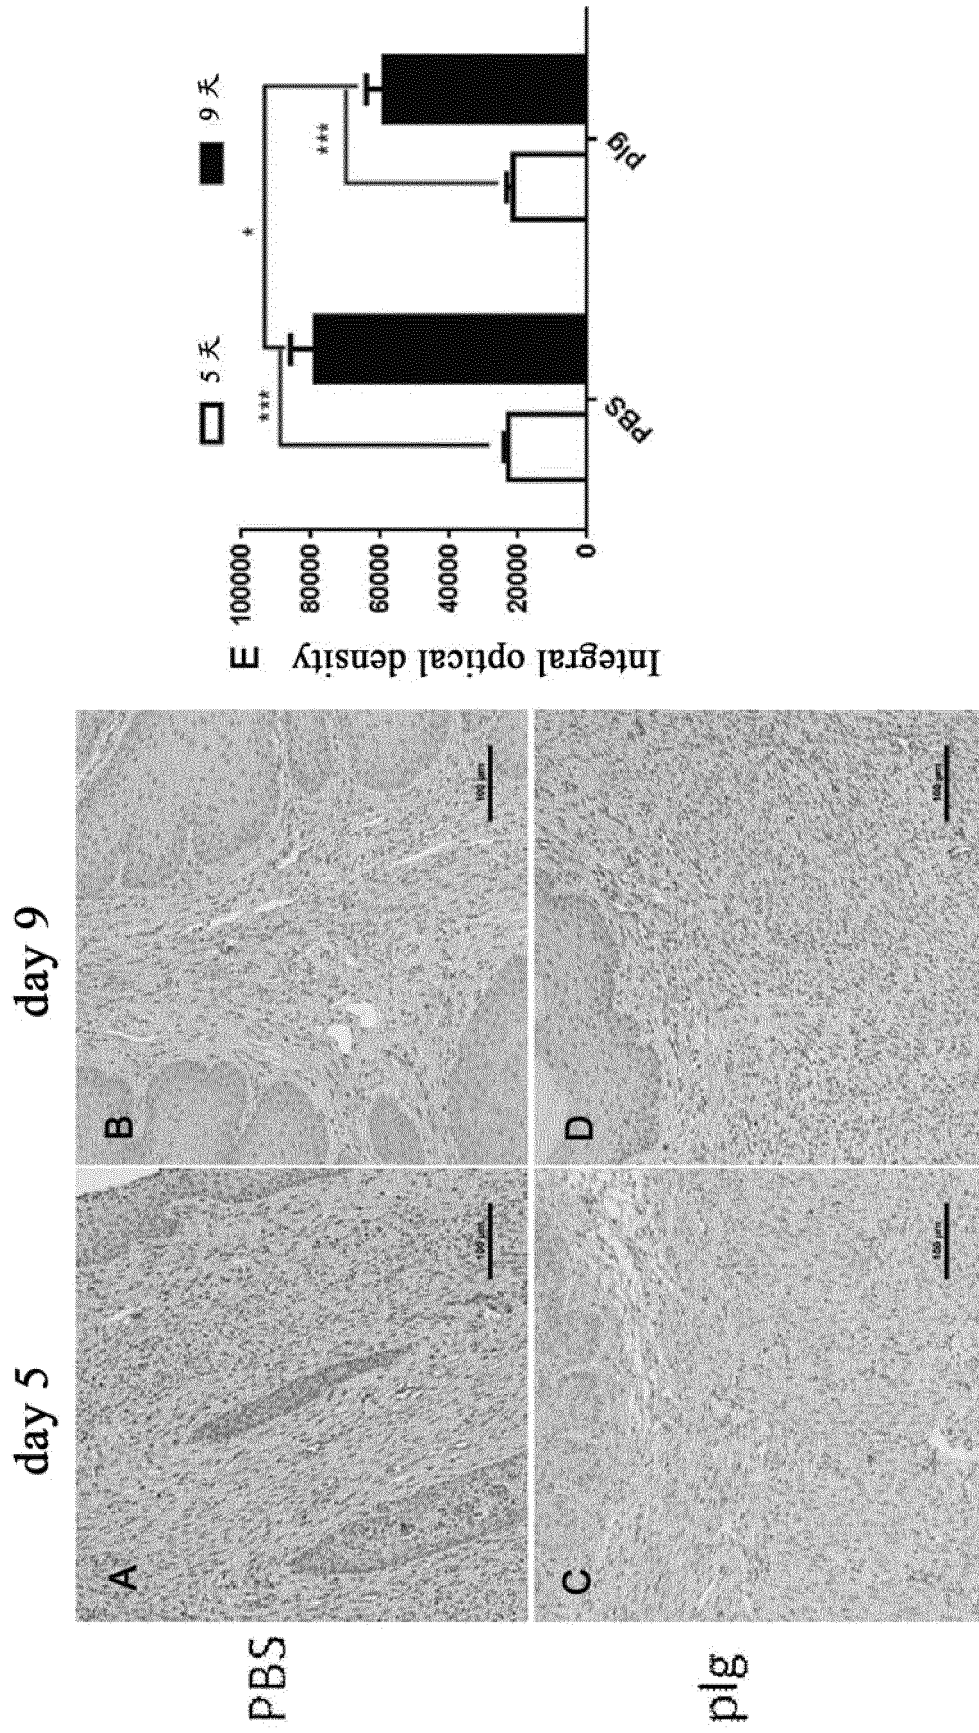 day 5
day 9
PBS
A
100 μm
B
100 μm
plg
C
100 μm
D
100 μm
E
5 天
9 天
Integral optical density
100000
80000
60000
40000
20000
0
***
*
***
PBS
plg